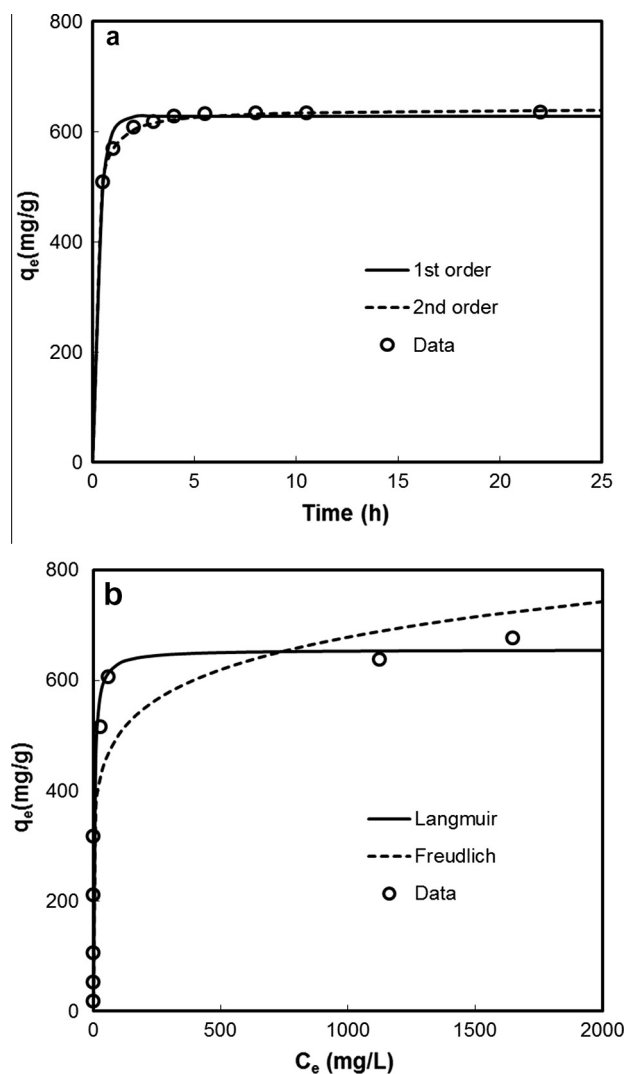 a
800
600
400
200
0
qe(mg/g)
1st order
2nd order
Data
0 5 10 15 20 25
Time (h)
b
800
600
400
200
0
qe(mg/g)
Langmuir
Freudlich
Data
0 500 1000 1500 2000
Ce (mg/L)